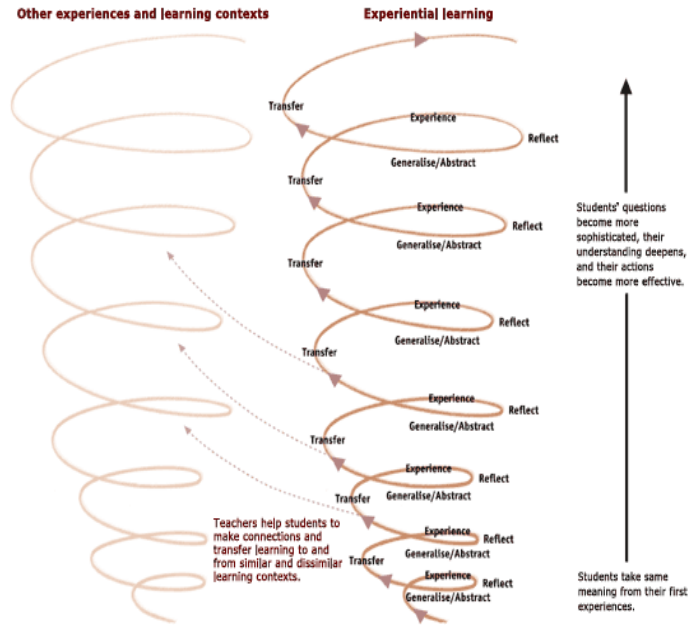 Other experiences and learning contexts
Experiential learning
Transfer
Experience
Reflect
Generalise/Abstract
Transfer
Experience
Reflect
Generalise/Abstract
Transfer
Experience
Reflect
Generalise/Abstract
Transfer
Experience
Reflect
Generalise/Abstract
Transfer
Experience
Reflect
Generalise/Abstract
Transfer
Experience
Reflect
Generalise/Abstract
Transfer
Experience
Reflect
Generalise/Abstract
Teachers help students to
make connections and
transfer learning to and
from similar and dissimilar
learning contexts.
Students' questions
become more
sophisticated, their
understanding deepens,
and their actions
become more effective.
Students take same
meaning from their first
experiences.